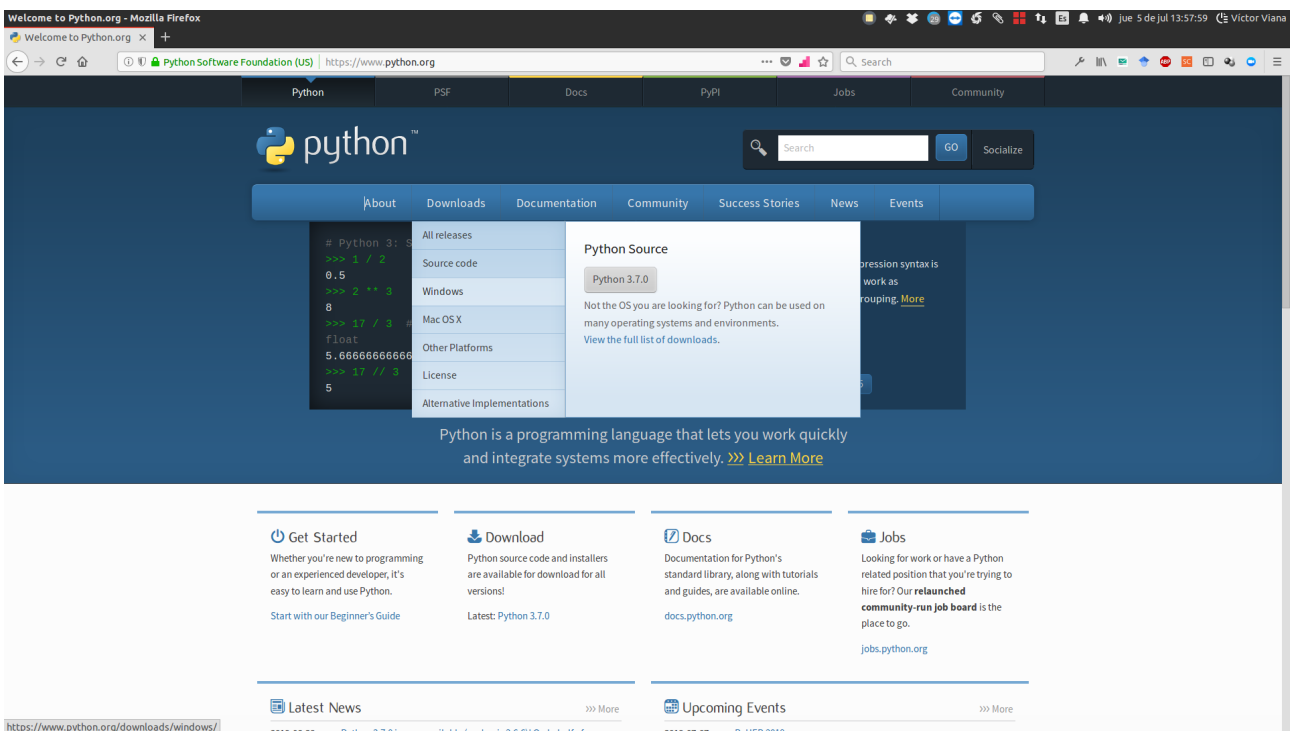 Welcome to Python.org - Mozilla Firefox
29
Es
jue 5 de jul 13:57:59
Víctor Viana
Welcome to Python.org × +
Python Software Foundation (US)
https://www.python.org
Search
ABP
SC
Python
PSF
Docs
PyPI
Jobs
Community
python™
Search
GO
Socialize
About
Downloads
Documentation
Community
Success Stories
News
Events
# Python 3: S
>>> 1 / 2
0.5
>>> 2 ** 3
8
>>> 17 / 3 #
float
5.66666666666
>>> 17 // 3
5
All releases
Source code
Windows
Mac OS X
Other Platforms
License
Alternative Implementations
Python Source
Python 3.7.0
Not the OS you are looking for? Python can be used on
many operating systems and environments.
View the full list of downloads.
pression syntax is
work as
rouping. More
5
Python is a programming language that lets you work quickly
and integrate systems more effectively. >>> Learn More
Get Started
Whether you're new to programming
or an experienced developer, it's
easy to learn and use Python.
Start with our Beginner's Guide
Download
Python source code and installers
are available for download for all
versions!
Latest: Python 3.7.0
Docs
Documentation for Python's
standard library, along with tutorials
and guides, are available online.
docs.python.org
Jobs
Looking for work or have a Python
related position that you're trying to
hire for? Our relaunched
community-run job board is the
place to go.
jobs.python.org
Latest News
>>> More
Upcoming Events
>>> More
https://www.python.org/downloads/windows/